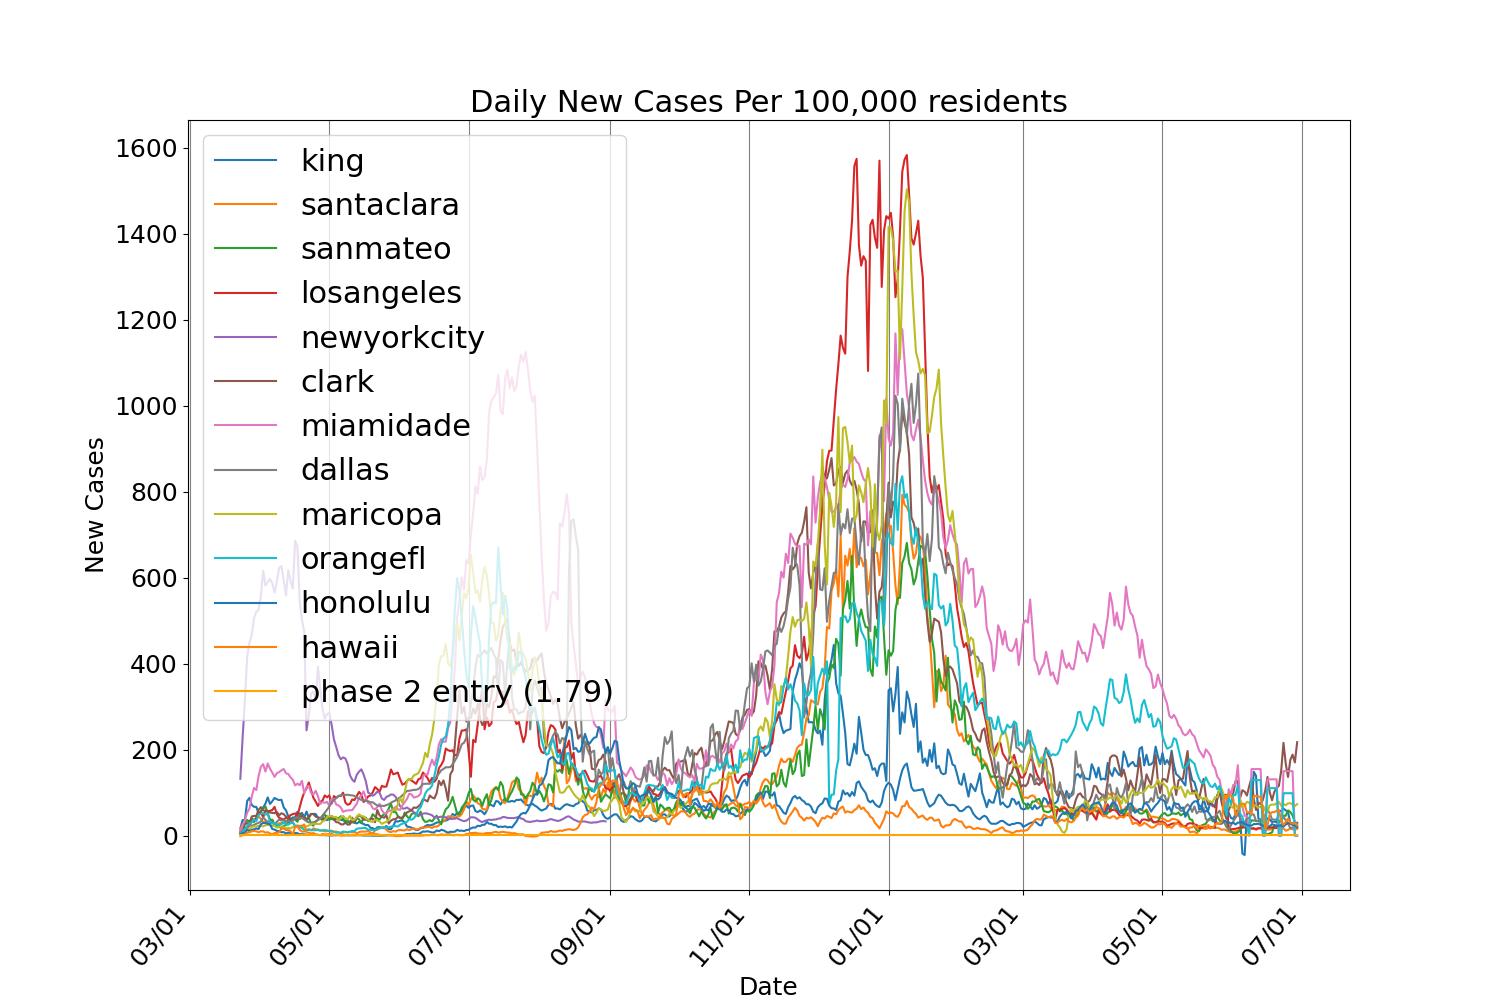 Daily New Cases Per 100,000 residents
1600
1400
1200
1000
800
600
400
200
0
New Cases
king
santaclara
sanmateo
losangeles
newyorkcity
clark
miamidade
dallas
maricopa
orangefl
honolulu
hawaii
phase 2 entry (1.79)
03/01
05/01
07/01
09/01
11/01
01/01
03/01
05/01
07/01
Date